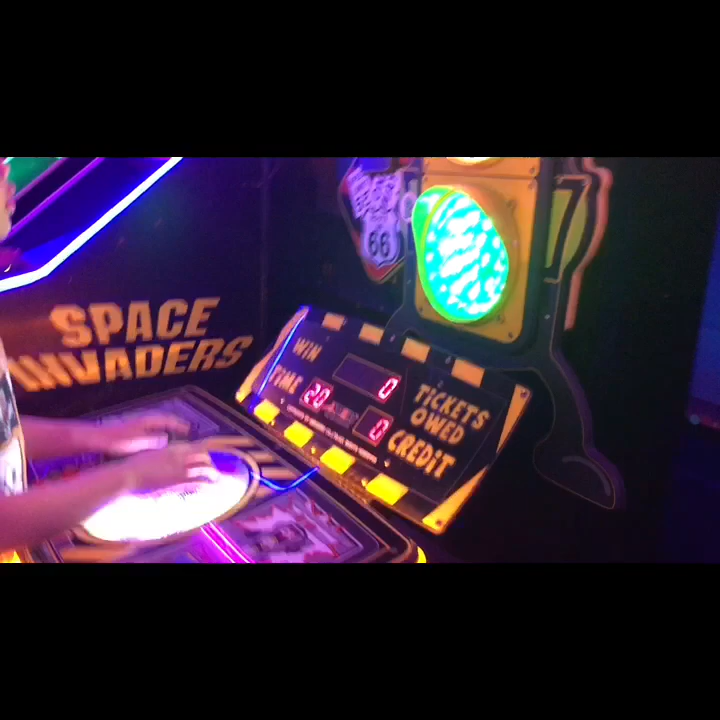 SPACE
INVADERS
66
WIN
TIME
20
0
TICKETS
OWED
0
CREDIT